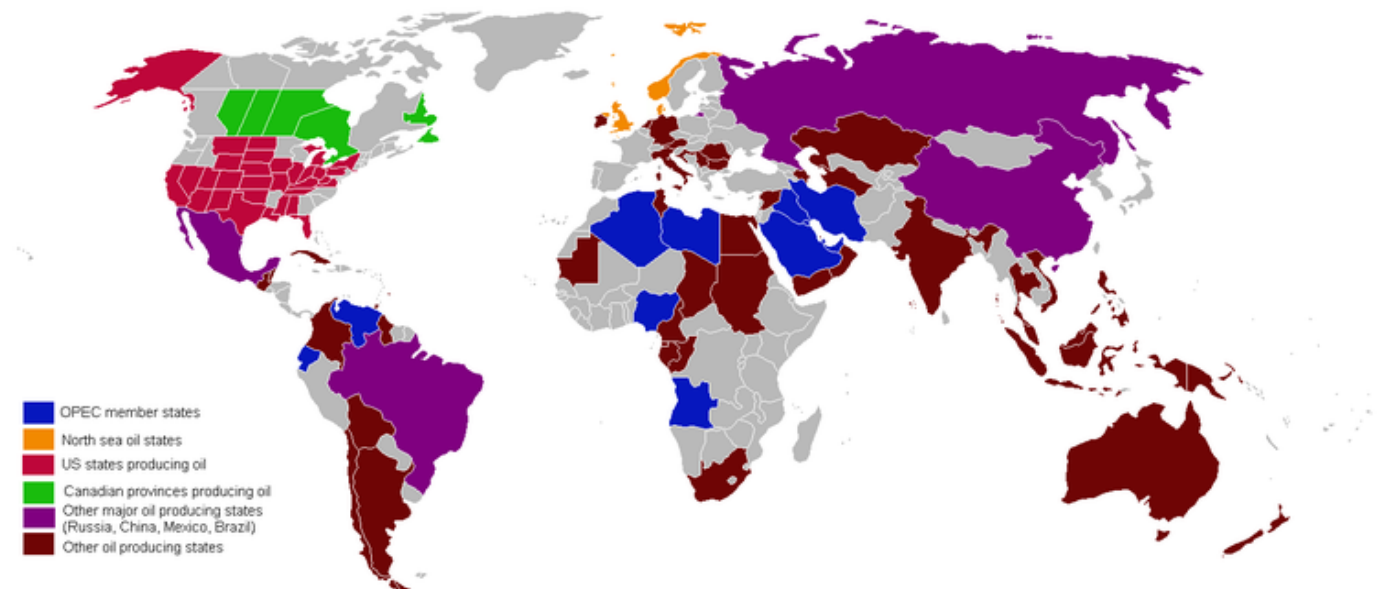 OPEC member states
North sea oil states
US states producing oil
Canadian provinces producing oil
Other major oil producing states
(Russia, China, Mexico, Brazil)
Other oil producing states